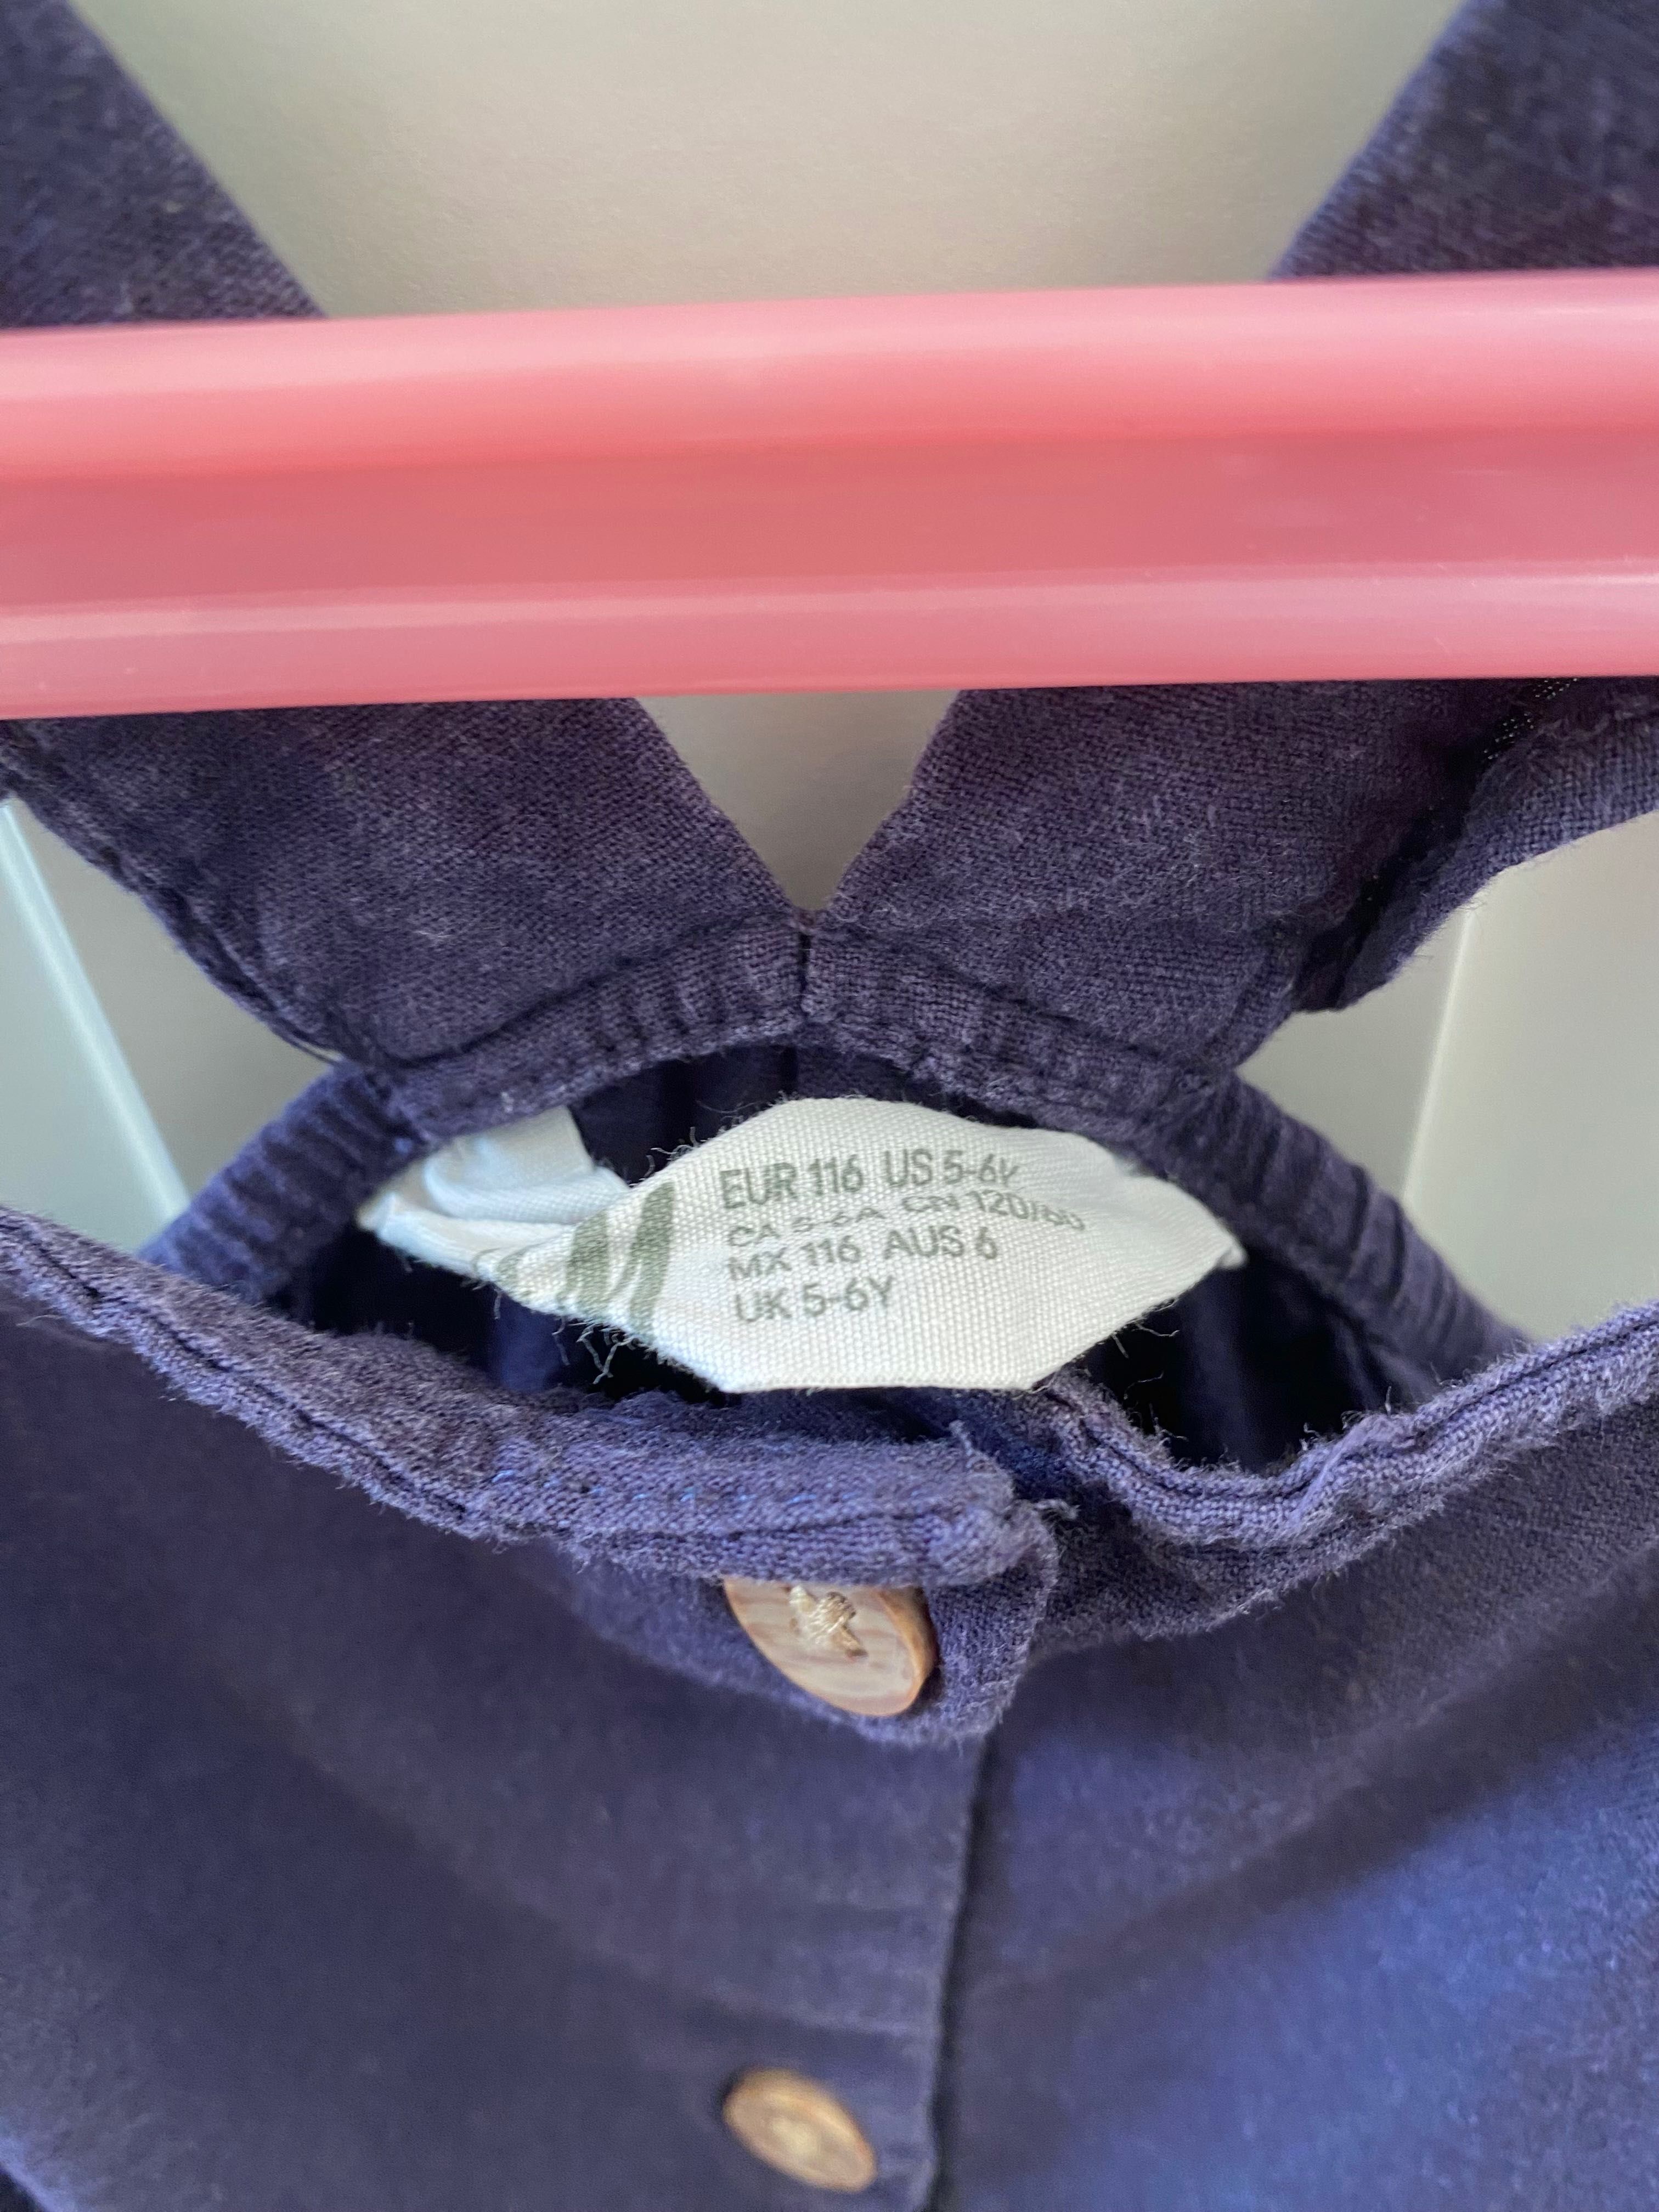 M EUR 116 US 5-6Y
CA 5-6A CN 120/60
MX 116 AUS 6
UK 5-6Y